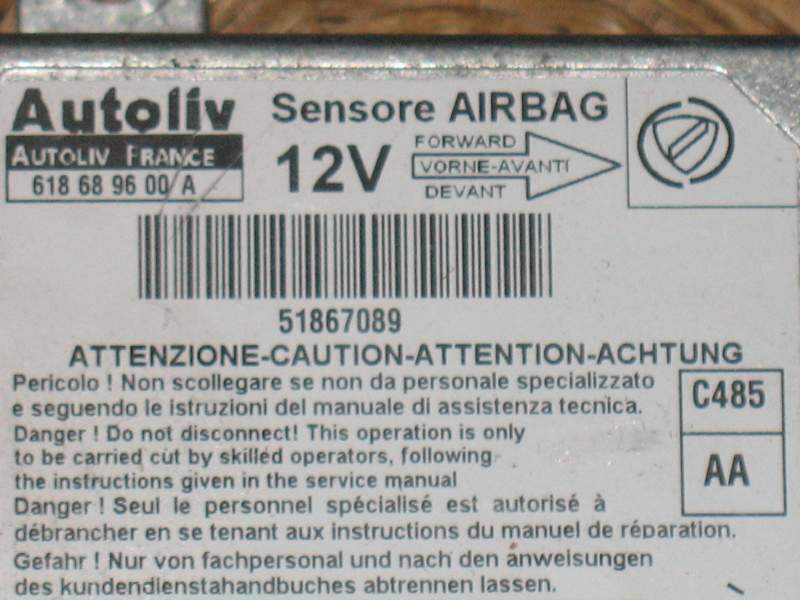 Autoliv
Sensore AIRBAG
AUTOLIV FRANCE
618 68 96 00 A
12V
FORWARD
VORNE-AVANTI
DEVANT
51867089
ATTENZIONE-CAUTION-ATTENTION-ACHTUNG
Pericolo ! Non scollegare se non da personale specializzato
e seguendo le istruzioni del manuale di assistenza tecnica.
Danger ! Do not disconnect! This operation is only
to be carried cut by skilled operators, following
the instructions given in the service manual
Danger ! Seul le personnel spécialisé est autorisé à
débrancher en se tenant aux instructions du manuel de réparation.
Gefahr ! Nur von fachpersonal und nach den anweisungen
des kundendienstahandbuches abtrennen lassen.
C485
AA